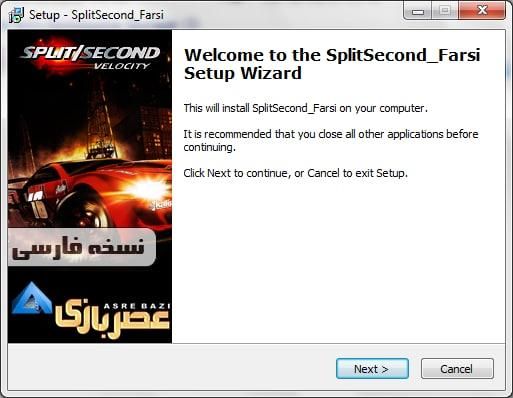 Setup - SplitSecond_Farsi
SPLIT/SECOND
VELOCITY
نسخه فارسی
ASRE BAZI
عصر بازی
Welcome to the SplitSecond_Farsi
Setup Wizard
This will install SplitSecond_Farsi on your computer.
It is recommended that you close all other applications before
continuing.
Click Next to continue, or Cancel to exit Setup.
Next >
Cancel